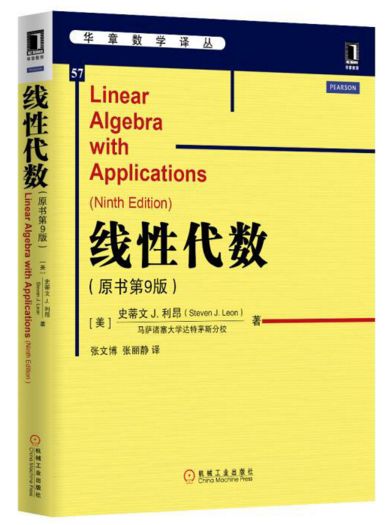 华章数学译丛
57
PEARSON
Linear
Algebra
with
Applications
(Ninth Edition)
线性代数
(原书第9版)
[美] 史蒂文 J. 利昂 (Steven J. Leon) 著
马萨诸塞大学达特茅斯分校
张文博 张丽静 译
机械工业出版社
China Machine Press
线性代数
(原书第9版)
Linear Algebra with Applications (Ninth Edition)
[美] 史蒂文 J. 利昂
(Steven J. Leon) 著
机械工业出版社
China Machine Press